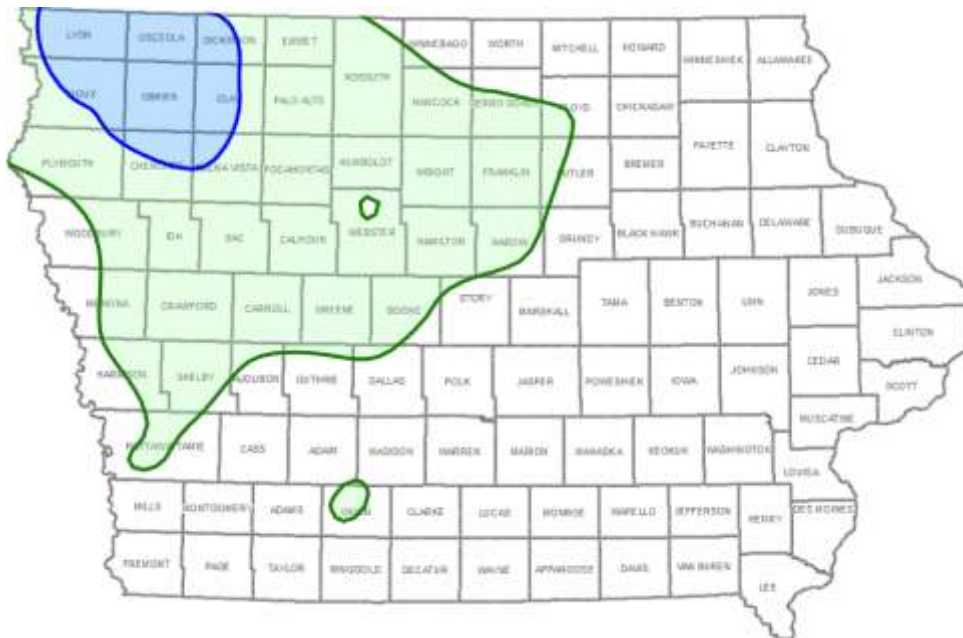 LYON OSCEOLA DICKINSON EMMET WINNEBAGO WORTH MITCHELL HOWARD WINNESHIEK ALLAMAKEE
KOSSUTH
SIOUX OBRIEN CLAY PALO ALTO HANCOCK CERRO GORDO FLOYD CHICKASAW
FAYETTE CLAYTON
PLYMOUTH CHEROKEE BUENA VISTA POCAHONTAS HUMBOLDT WRIGHT FRANKLIN BUTLER BREMER
WOODBURY IDA SAC CALHOUN WEBSTER HAMILTON HARDIN GRUNDY BLACK HAWK BUCHANAN DELAWARE DUBUQUE
JACKSON
MONONA CRAWFORD CARROLL GREENE BOONE STORY MARSHALL TAMA BENTON LINN JONES
CLINTON
HARRISON SHELBY AUDUBON GUTHRIE DALLAS POLK JASPER POWESHIEK IOWA JOHNSON CEDAR
SCOTT
MUSCATINE
POTTAWATTAMIE CASS ADAIR MADISON WARREN MARION MAHASKA KEOKUK WASHINGTON
LOUISA
MILLS MONTGOMERY ADAMS UNION CLARKE LUCAS MONROE WAPELLO JEFFERSON HENRY DES MOINES
FREMONT PAGE TAYLOR RINGGOLD DECATUR WAYNE APPANOOSE DAVIS VAN BUREN
LEE